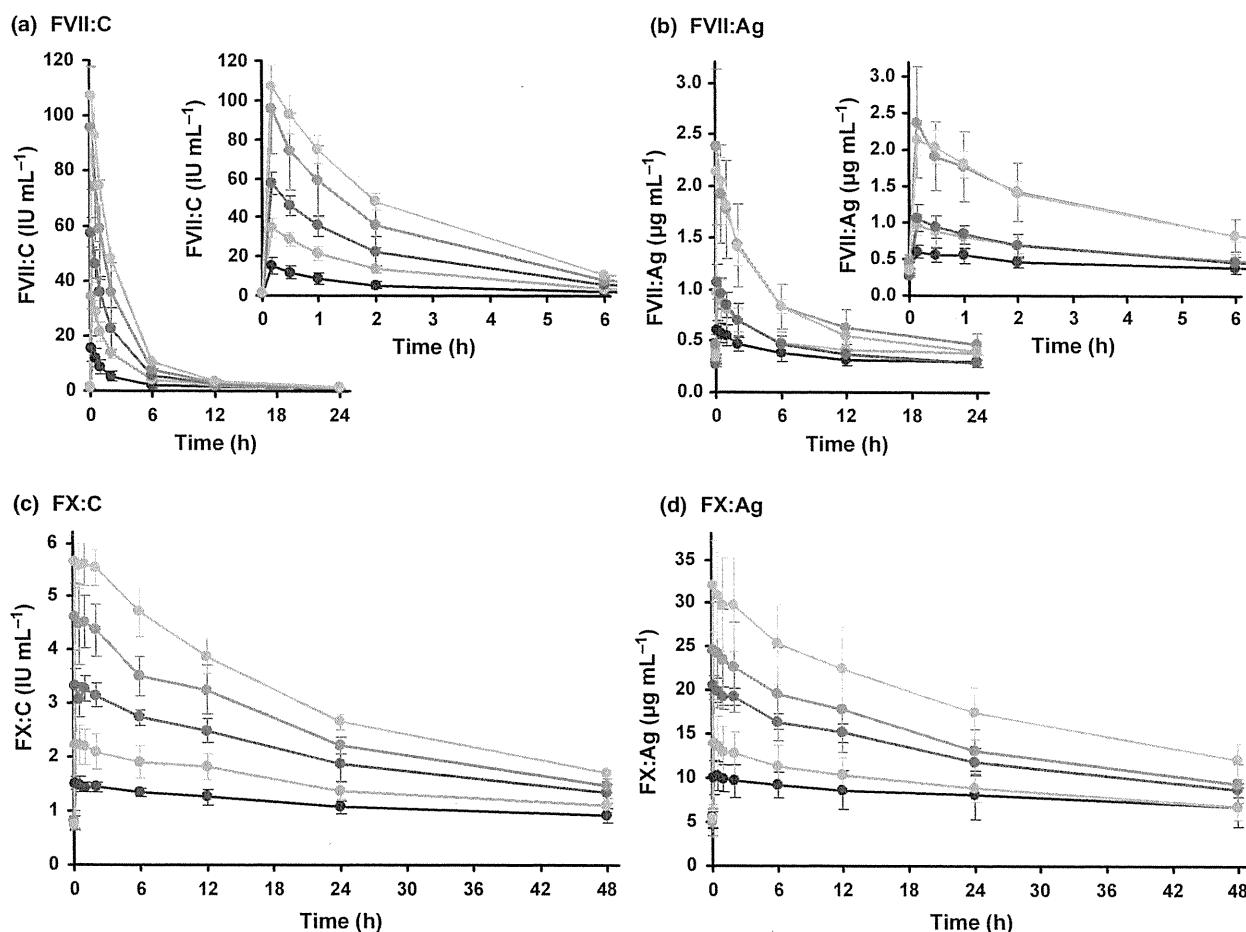 (a) FVII:C
FVII:C (IU mL⁻¹)
120
100
80
60
40
20
0
0 6 12 18 24
Time (h)
FVII:C (IU mL⁻¹)
120
100
80
60
40
20
0
0 1 2 3 4 5 6
Time (h)
(b) FVII:Ag
FVII:Ag (µg mL⁻¹)
3.0
2.5
2.0
1.5
1.0
0.5
0.0
0 6 12 18 24
Time (h)
FVII:Ag (µg mL⁻¹)
3.0
2.5
2.0
1.5
1.0
0.5
0.0
0 1 2 3 4 5 6
Time (h)
(c) FX:C
FX:C (IU mL⁻¹)
6
5
4
3
2
1
0
0 6 12 18 24 30 36 42 48
Time (h)
(d) FX:Ag
FX:Ag (µg mL⁻¹)
35
30
25
20
15
10
5
0
0 6 12 18 24 30 36 42 48
Time (h)